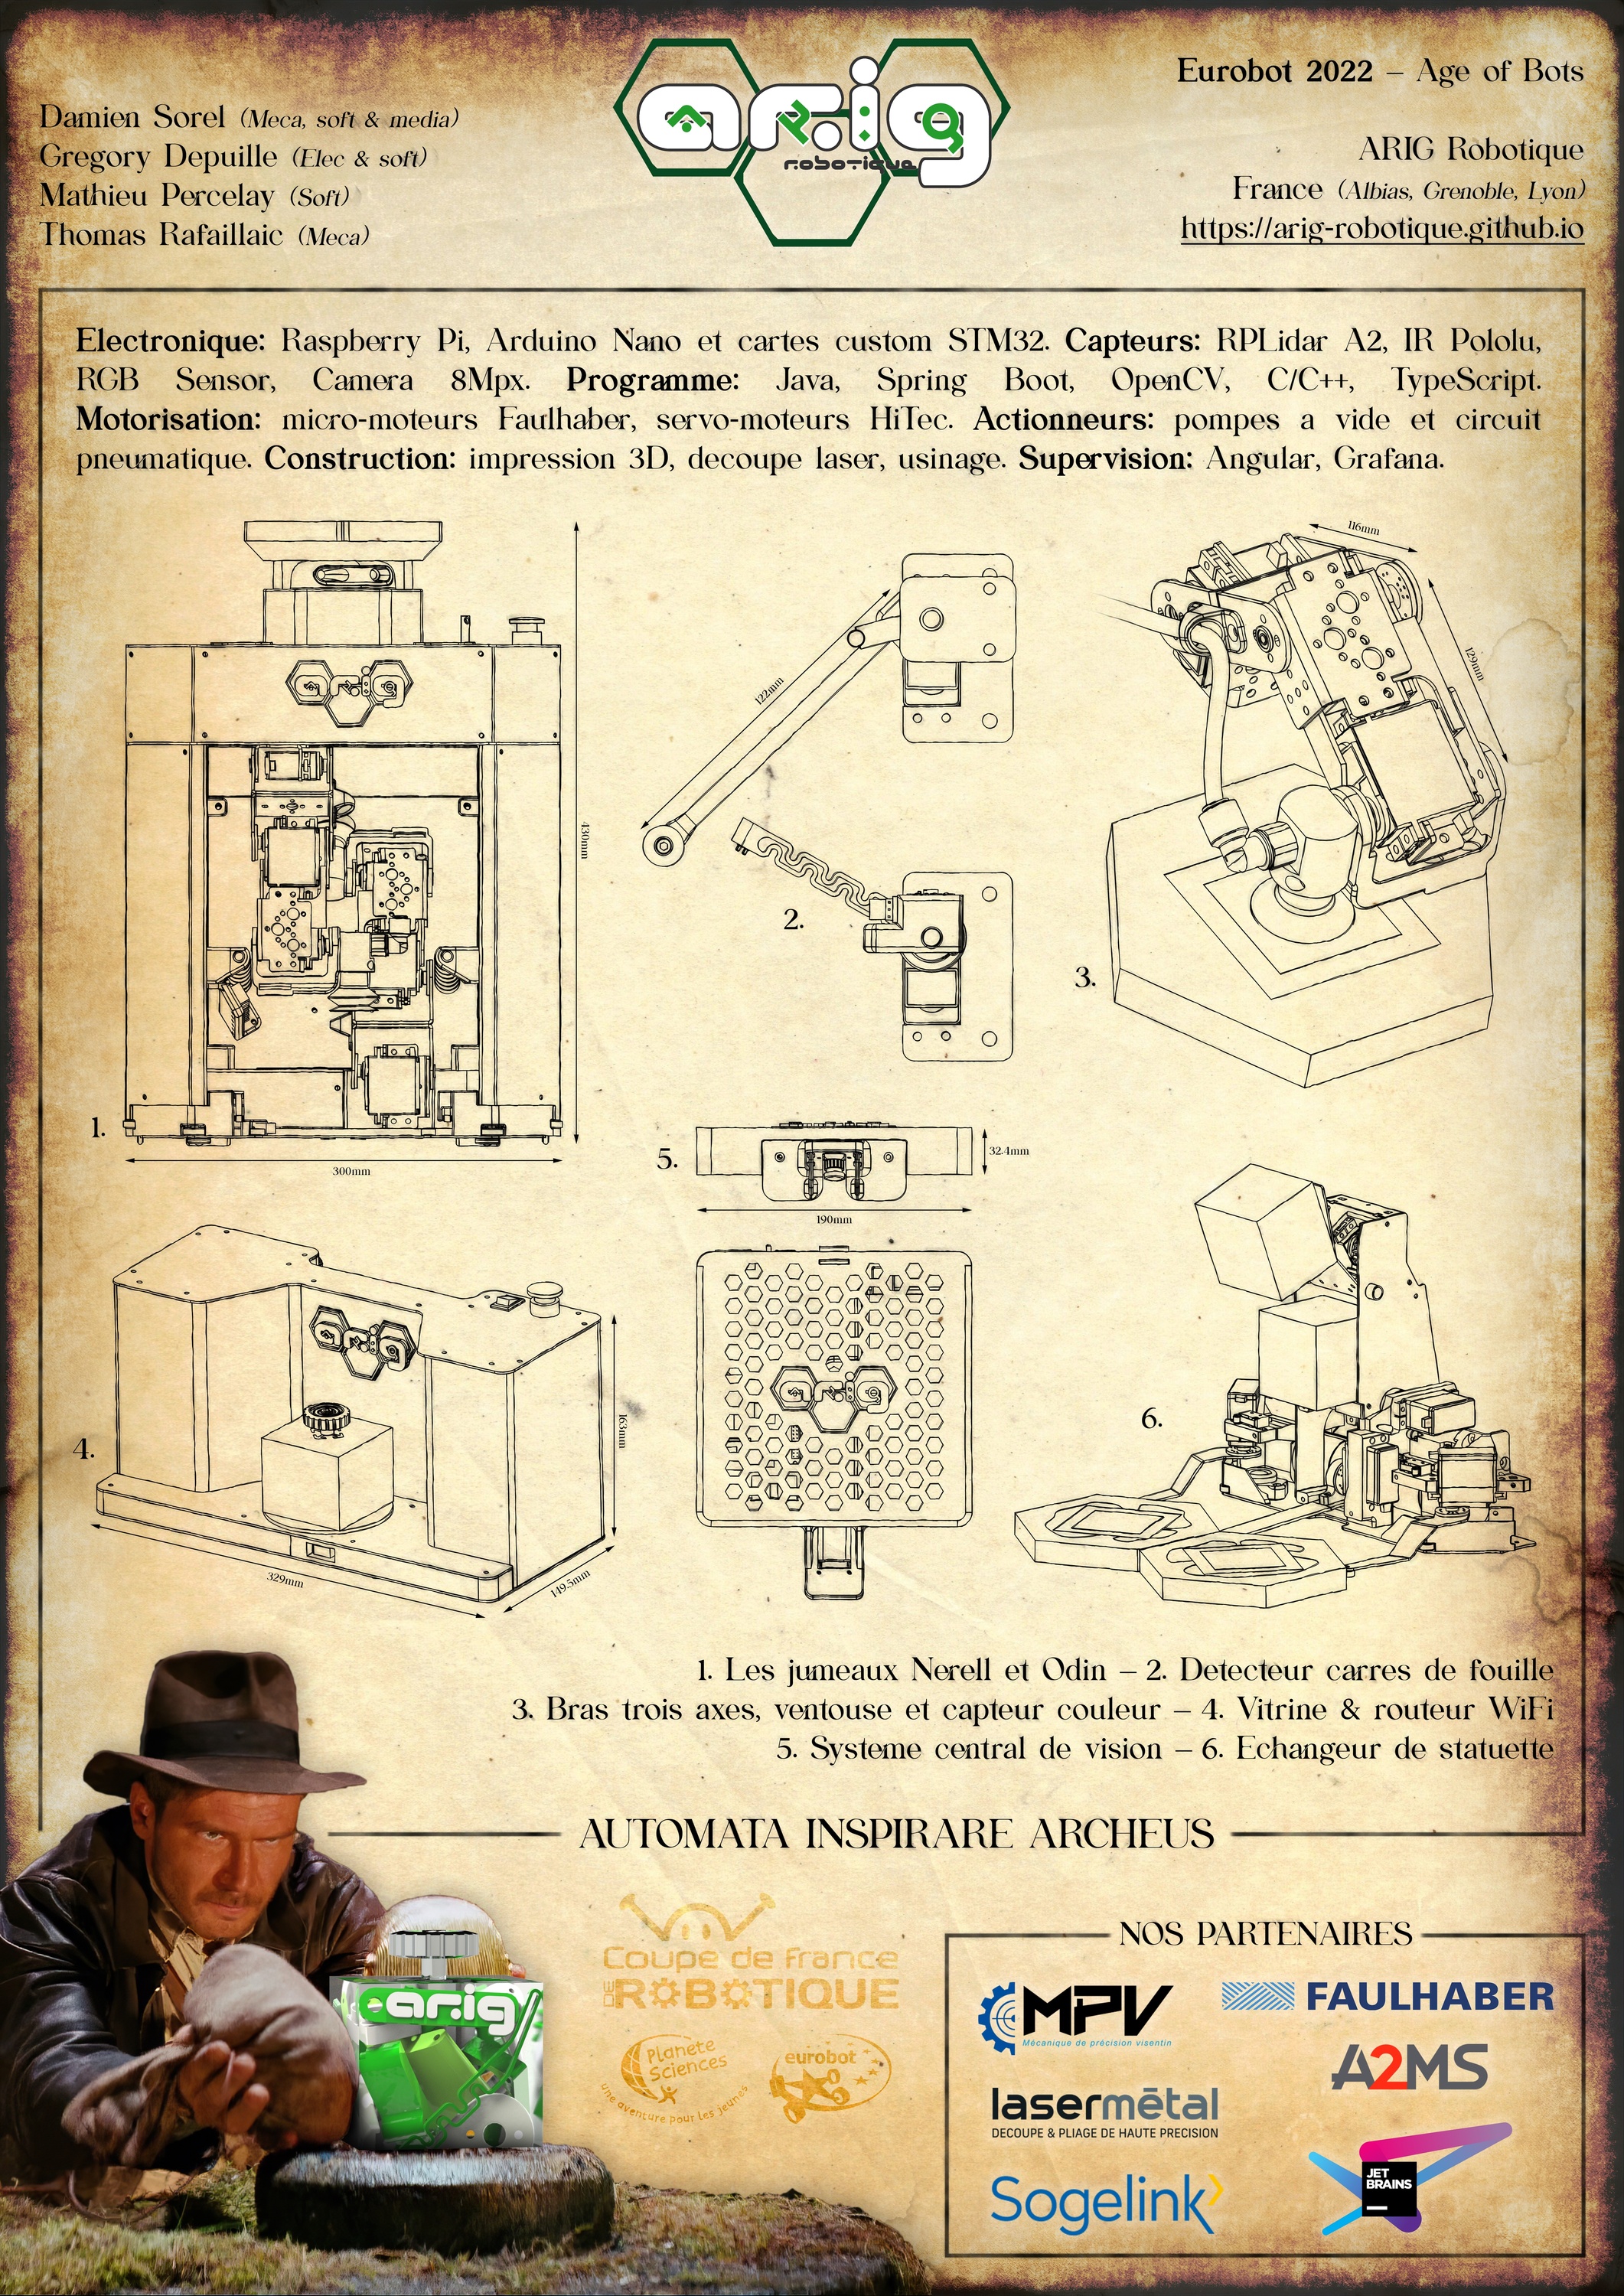 Damien Sorel (Meca, soft & media)
Gregory Depuille (Elec & soft)
Mathieu Percelay (Soft)
Thomas Rafaillaic (Meca)
arig
robotique
Eurobot 2022 – Age of Bots
ARIG Robotique
France (Albias, Grenoble, Lyon)
https://arig-robotique.github.io
Electronique: Raspberry Pi, Arduino Nano et cartes custom STM32. Capteurs: RPLidar A2, IR Pololu,
RGB Sensor, Camera 8Mpx. Programme: Java, Spring Boot, OpenCV, C/C++, TypeScript.
Motorisation: micro-moteurs Faulhaber, servo-moteurs HiTec. Actionneurs: pompes a vide et circuit
pneumatique. Construction: impression 3D, decoupe laser, usinage. Supervision: Angular, Grafana.
430mm
1.
300mm
122mm
2.
116mm
129mm
3.
5.
32.4mm
190mm
4.
163mm
329mm
149.5mm
6.
1. Les jumeaux Nerell et Odin – 2. Detecteur carres de fouille
3. Bras trois axes, ventouse et capteur couleur – 4. Vitrine & routeur WiFi
5. Systeme central de vision – 6. Echangeur de statuette
AUTOMATA INSPIRARE ARCHEUS
arig
Coupe de france
DE ROBOTIQUE
Planete
Sciences
une aventure pour les jeunes
eurobot
NOS PARTENAIRES
MPV
Mécanique de précision visentin
FAULHABER
A2MS
lasermētal
DECOUPE & PLIAGE DE HAUTE PRECISION
Sogelink
JET
BRAINS